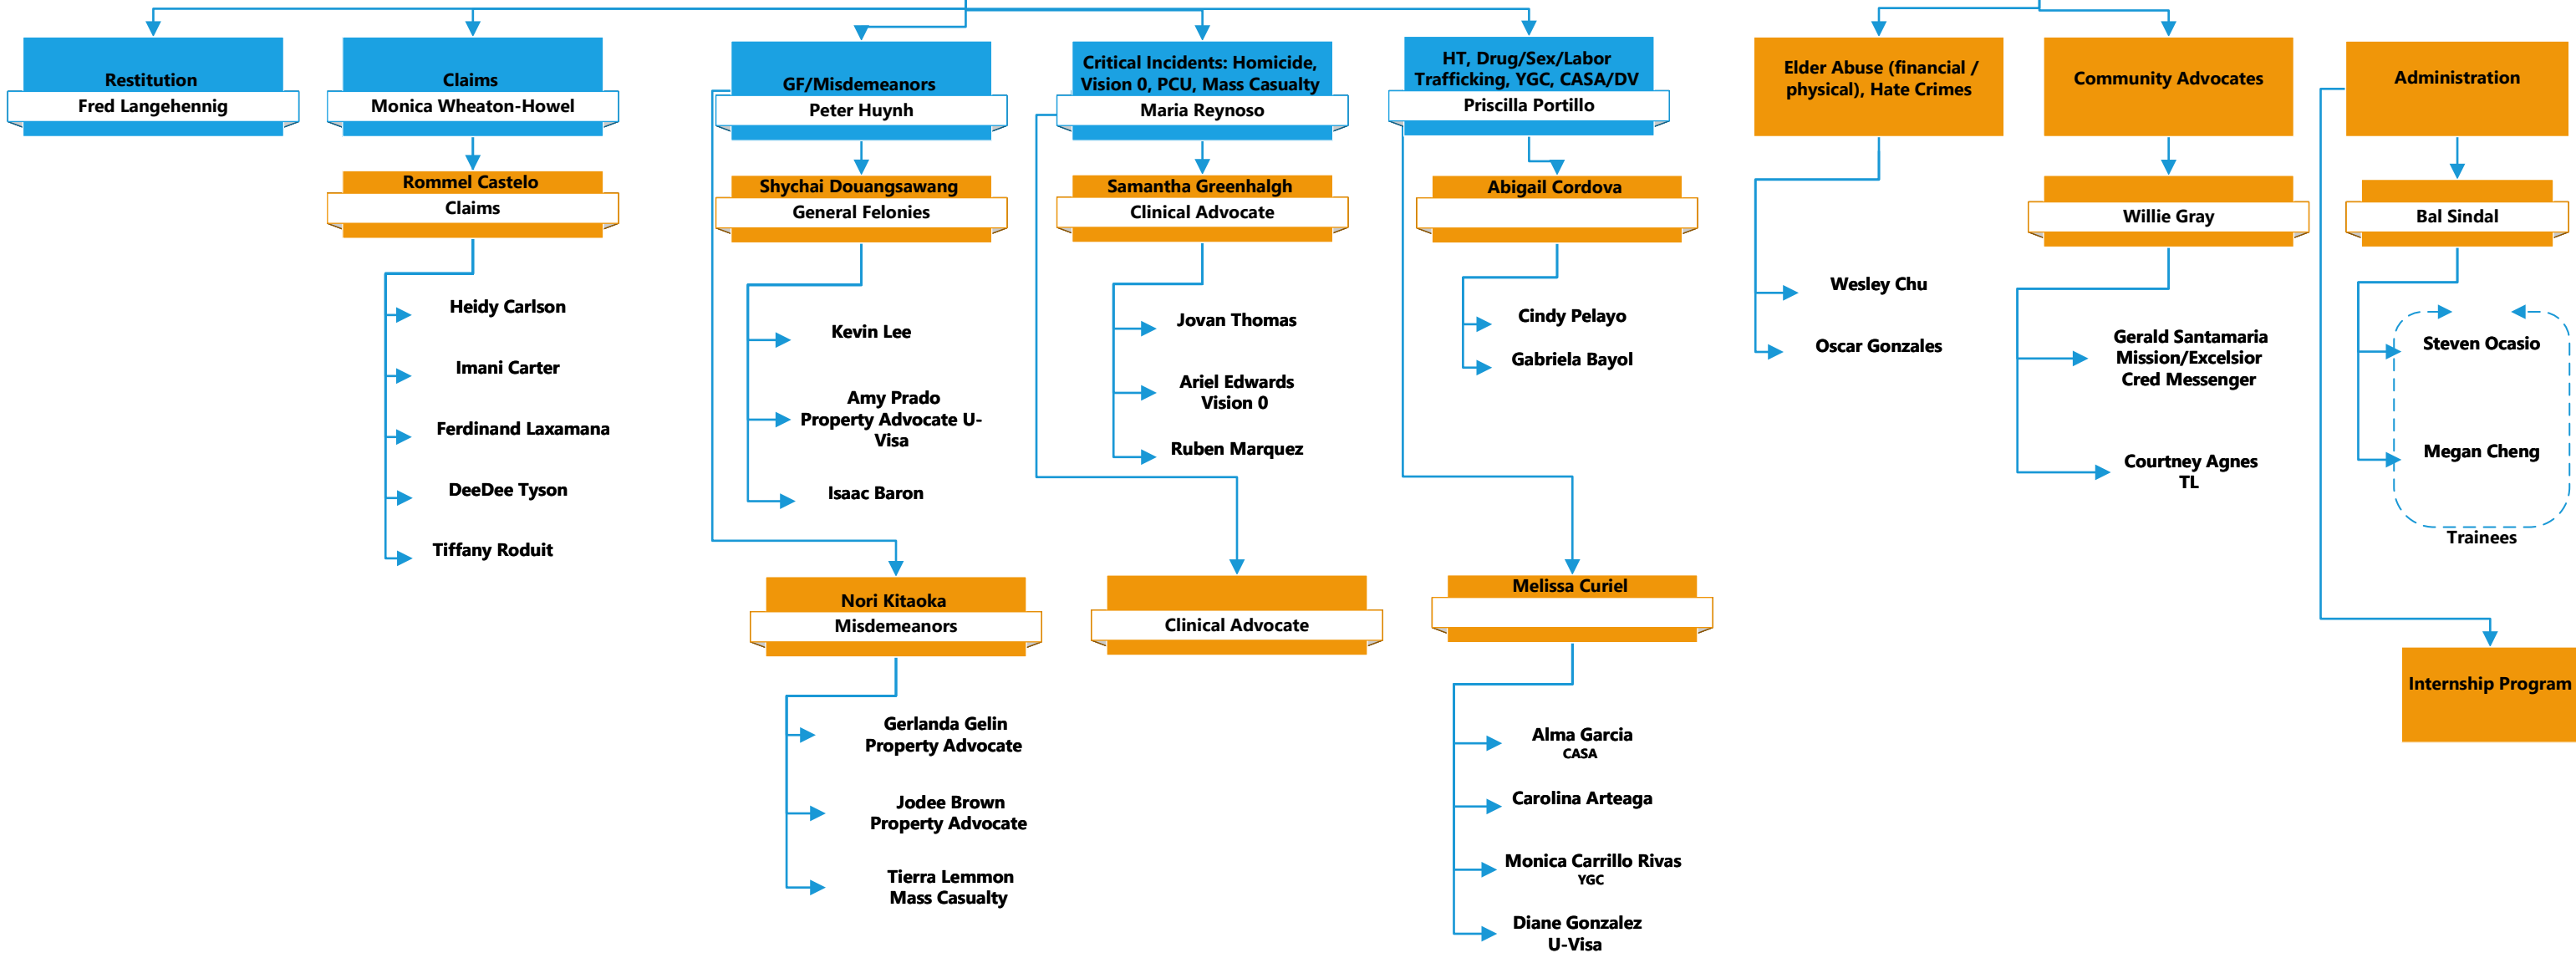 Restitution
Fred Langehennig
Claims
Monica Wheaton-Howel
Rommel Castelo
Claims
Heidy Carlson
Imani Carter
Ferdinand Laxamana
DeeDee Tyson
Tiffany Roduit
GF/Misdemeanors
Peter Huynh
Shychai Douangsawang
General Felonies
Kevin Lee
Amy Prado
Property Advocate U-
Visa
Isaac Baron
Nori Kitaoka
Misdemeanors
Gerlanda Gelin
Property Advocate
Jodee Brown
Property Advocate
Tierra Lemmon
Mass Casualty
Critical Incidents: Homicide,
Vision 0, PCU, Mass Casualty
Maria Reynoso
Samantha Greenhalgh
Clinical Advocate
Jovan Thomas
Ariel Edwards
Vision 0
Ruben Marquez
Clinical Advocate
HT, Drug/Sex/Labor
Trafficking, YGC, CASA/DV
Priscilla Portillo
Abigail Cordova
Cindy Pelayo
Gabriela Bayol
Melissa Curiel
Alma Garcia
CASA
Carolina Arteaga
Monica Carrillo Rivas
YGC
Diane Gonzalez
U-Visa
Elder Abuse (financial /
physical), Hate Crimes
Wesley Chu
Oscar Gonzales
Community Advocates
Willie Gray
Gerald Santamaria
Mission/Excelsior
Cred Messenger
Courtney Agnes
TL
Administration
Bal Sindal
Steven Ocasio
Megan Cheng
Trainees
Internship Program